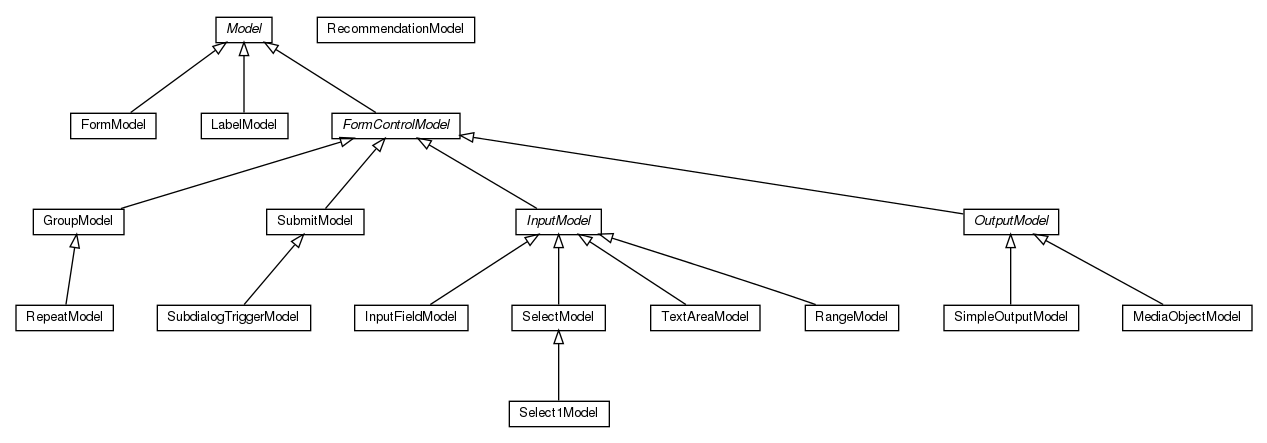 Model
RecommendationModel
FormModel
LabelModel
FormControlModel
GroupModel
SubmitModel
InputModel
OutputModel
RepeatModel
SubdialogTriggerModel
InputFieldModel
SelectModel
TextAreaModel
RangeModel
SimpleOutputModel
MediaObjectModel
Select1Model